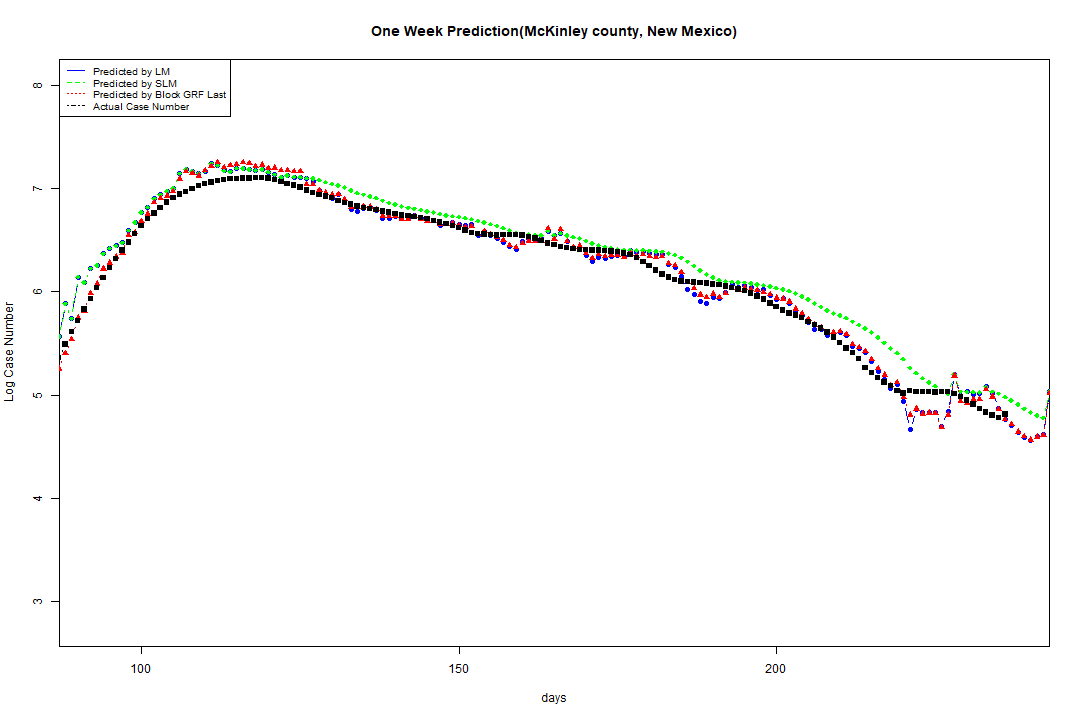 One Week Prediction(McKinley county, New Mexico)
Predicted by LM
Predicted by SLM
Predicted by Block GRF Last
Actual Case Number
8
7
6
5
4
3
Log Case Number
100
150
200
days